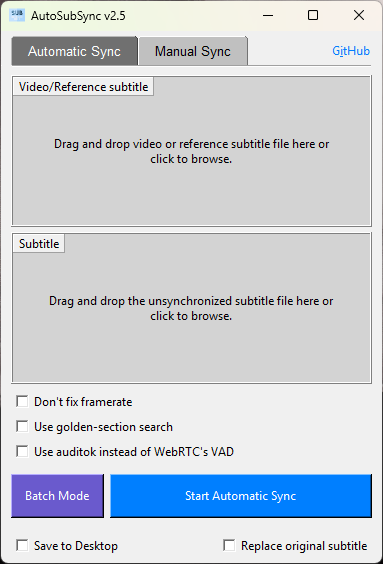 SUB
AutoSubSync v2.5
Automatic Sync
Manual Sync
GitHub
Video/Reference subtitle
Drag and drop video or reference subtitle file here or
click to browse.
Subtitle
Drag and drop the unsynchronized subtitle file here or
click to browse.
Don't fix framerate
Use golden-section search
Use auditok instead of WebRTC's VAD
Batch Mode
Start Automatic Sync
Save to Desktop
Replace original subtitle